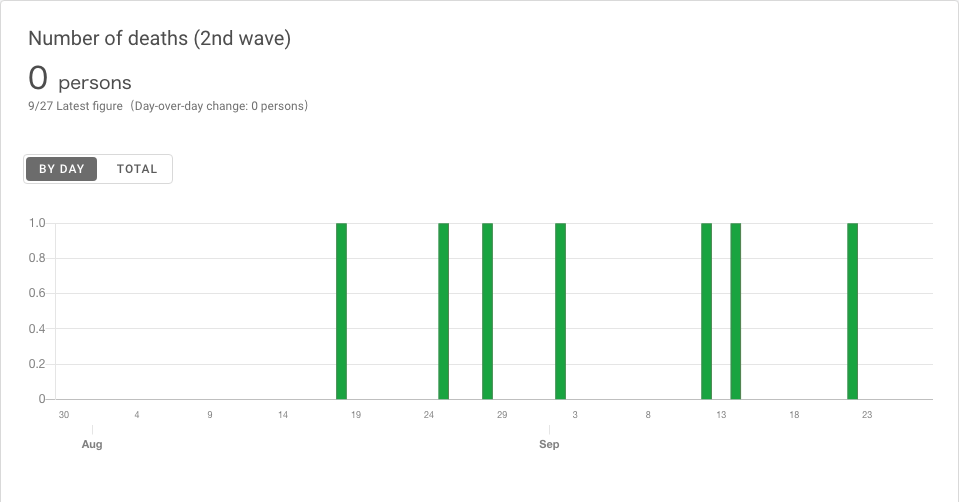 Number of deaths (2nd wave)
0 persons
9/27 Latest figure（Day-over-day change: 0 persons）
BY DAY TOTAL
1.0
0.8
0.6
0.4
0.2
0
30 4 9 14 19 24 29 3 8 13 18 23
Aug Sep